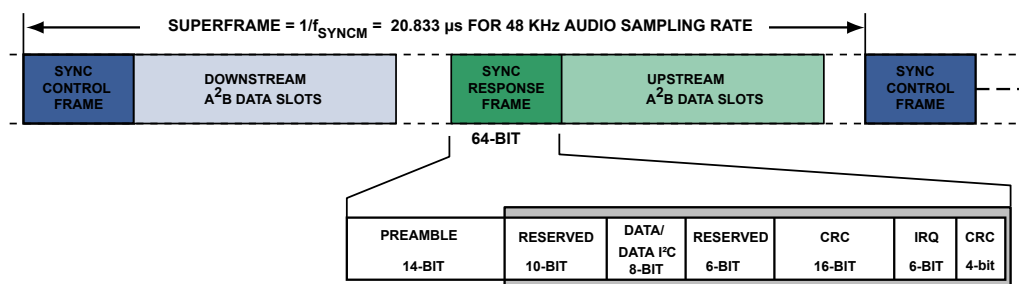 SUPERFRAME = 1/fSYNCM = 20.833 µs FOR 48 KHz AUDIO SAMPLING RATE
SYNC CONTROL FRAME
DOWNSTREAM A2B DATA SLOTS
SYNC RESPONSE FRAME
UPSTREAM A2B DATA SLOTS
SYNC CONTROL FRAME
64-BIT
PREAMBLE 14-BIT
RESERVED 10-BIT
DATA/ DATA I²C 8-BIT
RESERVED 6-BIT
CRC 16-BIT
IRQ 6-BIT
CRC 4-bit